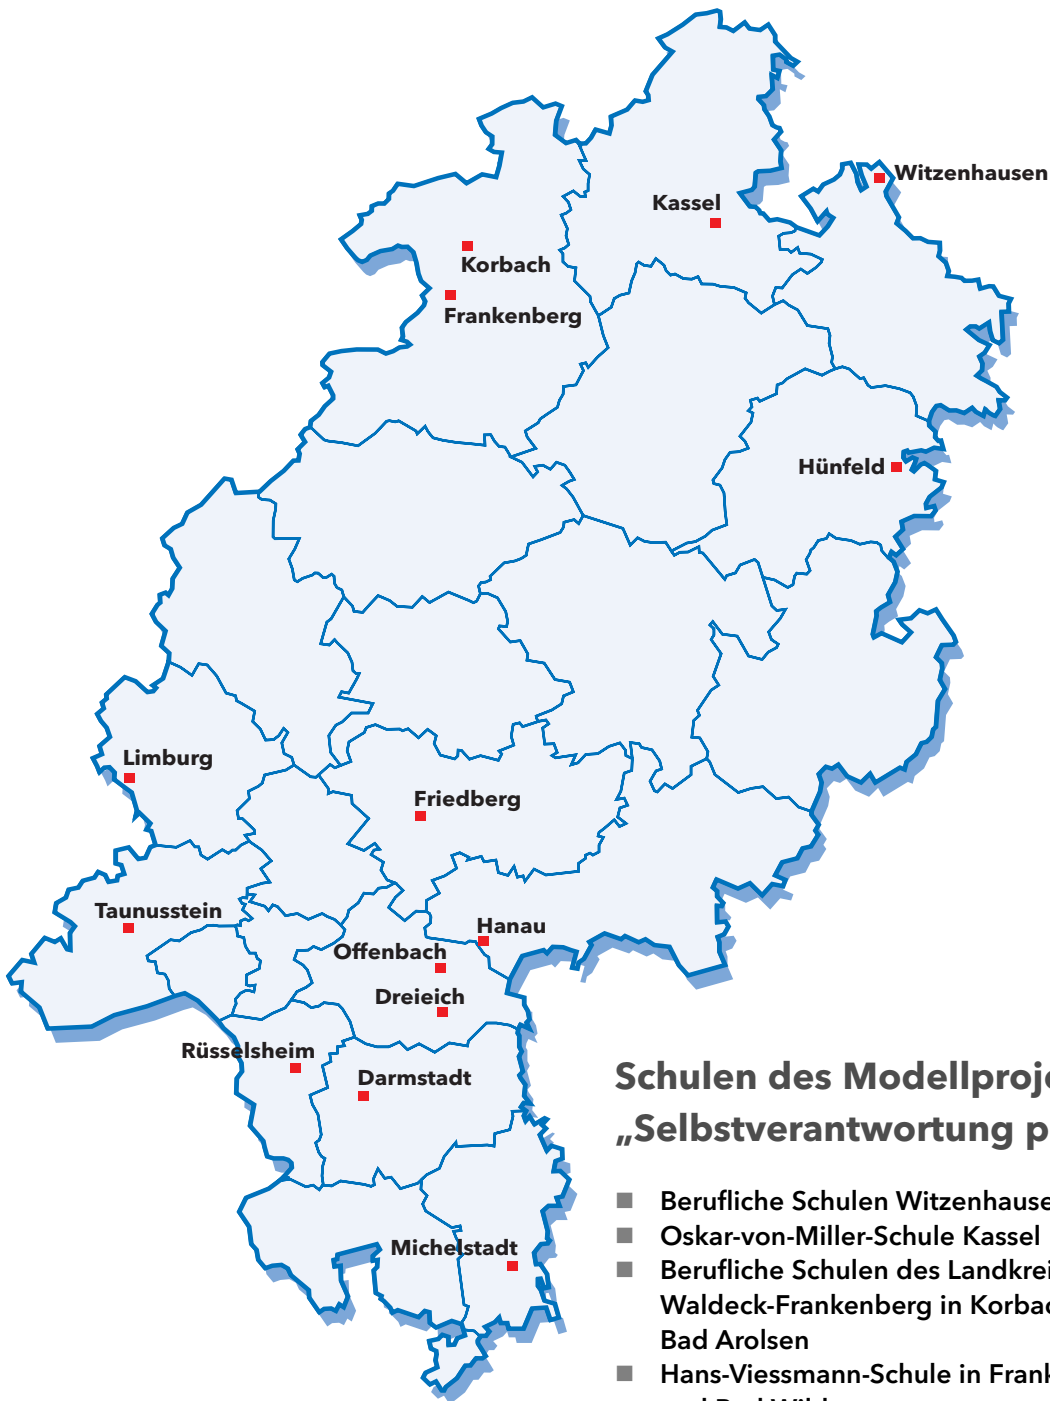 Witzenhausen
Kassel
Korbach
Frankenberg
Hünfeld
Limburg
Friedberg
Taunusstein
Hanau
Offenbach
Dreieich
Rüsselsheim
Darmstadt
Michelstadt
Schulen des Modellproje
„Selbstverantwortung p
■ Berufliche Schulen Witzenhause
■ Oskar-von-Miller-Schule Kassel
■ Berufliche Schulen des Landkrei
Waldeck-Frankenberg in Korbac
Bad Arolsen
■ Hans-Viessmann-Schule in Frank